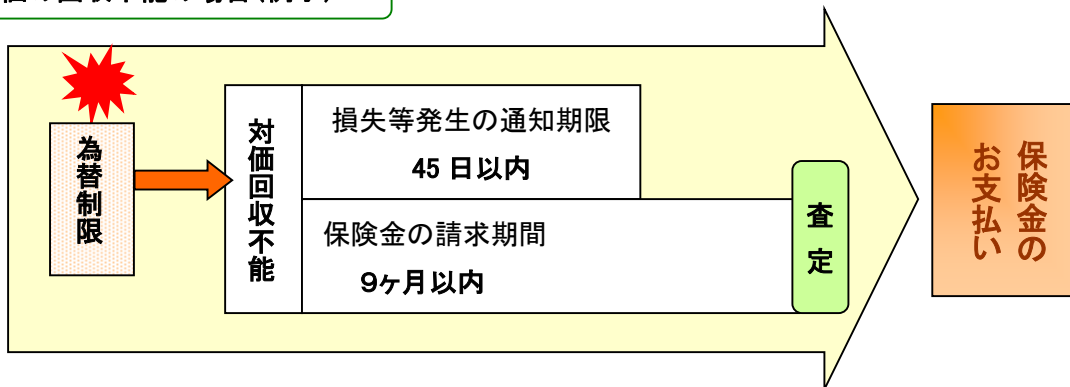 為替制限
対価回収不能
損失等発生の通知期限
45 日以内
保険金の請求期間
9ヶ月以内
査定
保険金の
お支払い